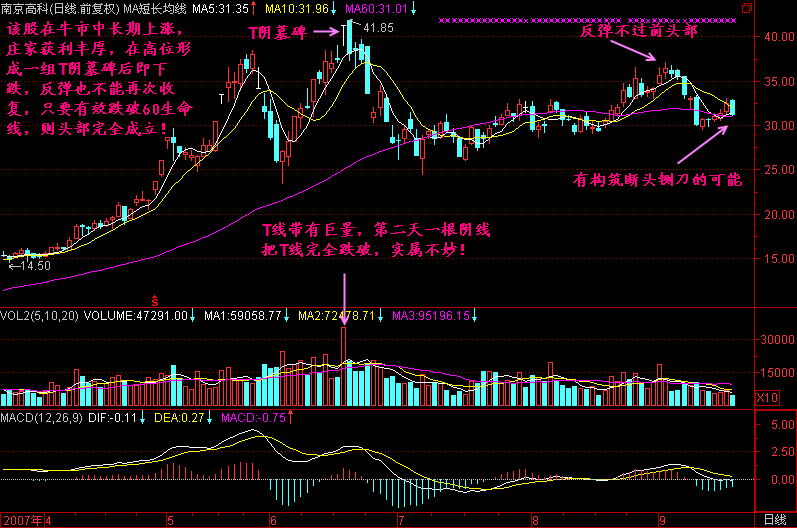 南京高科(日线.前复权) MA短长均线 MA5:31.35↑ MA10:31.96↓ MA60:31.01↓
该股在牛市中长期上涨，
庄家获利丰厚，在高位形
成一组T阴墓碑后即下
跌，反弹也不能再次收
复，只要有效跌破60生命
线，则头部完全成立！
T阴墓碑
41.85
反弹不过前头部
40.00
35.00
30.00
25.00
20.00
15.00
有构筑断头铡刀的可能
T线带有巨量，第二天一根阴线
把T线完全跌破，实属不妙！
←14.50
S
VOL2(5,10,20) VOLUME:47291.00↓ MA1:59058.77↓ MA2:72478.71↓ MA3:95196.15↓
30000
15000
X10
MACD(12,26,9) DIF:-0.11↓ DEA:0.27↓ MACD:-0.75↑
5.00
2.50
0.00
2007年 4 5 6 7 8 9 日线